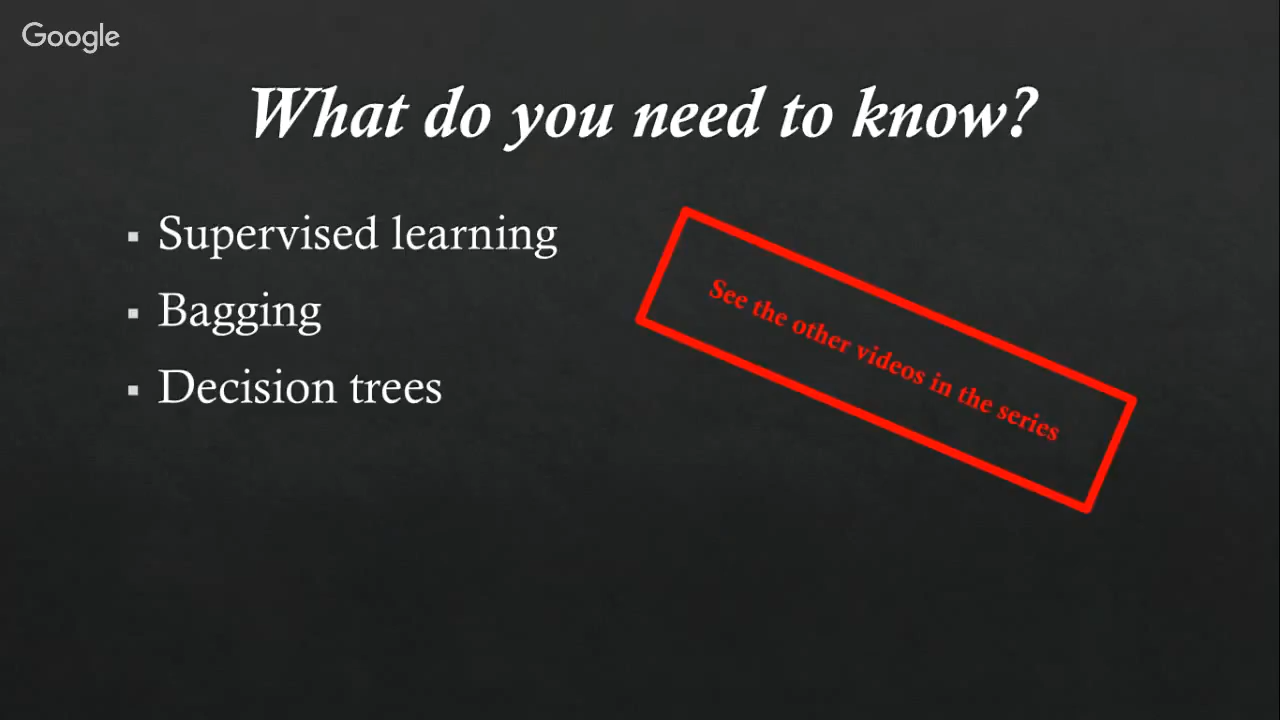 Google
What do you need to know?
▪ Supervised learning
▪ Bagging
▪ Decision trees
See the other videos in the series